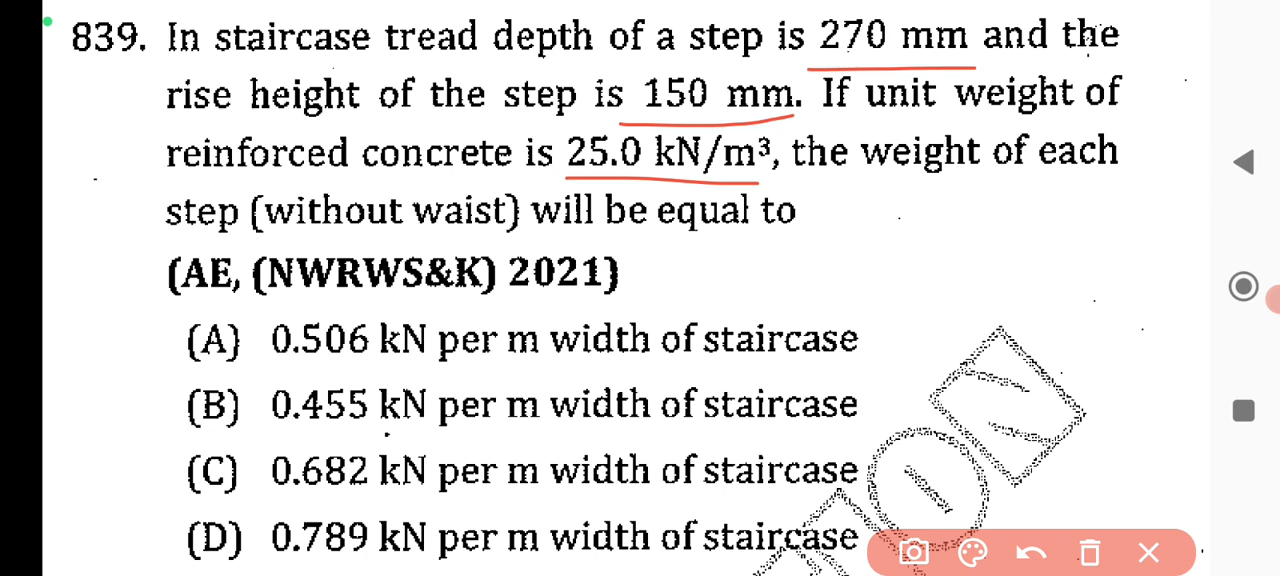 839. In staircase tread depth of a step is 270 mm and the
rise height of the step is 150 mm. If unit weight of
reinforced concrete is 25.0 kN/m³, the weight of each
step (without waist) will be equal to
(AE, (NWRWS&K) 2021)
(A) 0.506 kN per m width of staircase
(B) 0.455 kN per m width of staircase
(C) 0.682 kN per m width of staircase
(D) 0.789 kN per m width of staircase